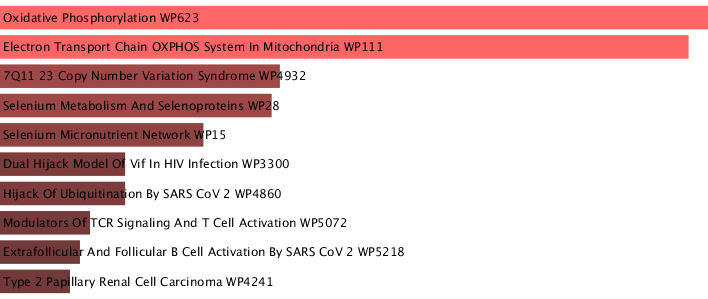 Oxidative Phosphorylation WP623
Electron Transport Chain OXPHOS System In Mitochondria WP111
7Q11 23 Copy Number Variation Syndrome WP4932
Selenium Metabolism And Selenoproteins WP28
Selenium Micronutrient Network WP15
Dual Hijack Model Of Vif In HIV Infection WP3300
Hijack Of Ubiquitination By SARS CoV 2 WP4860
Modulators Of TCR Signaling And T Cell Activation WP5072
Extrafollicular And Follicular B Cell Activation By SARS CoV 2 WP5218
Type 2 Papillary Renal Cell Carcinoma WP4241